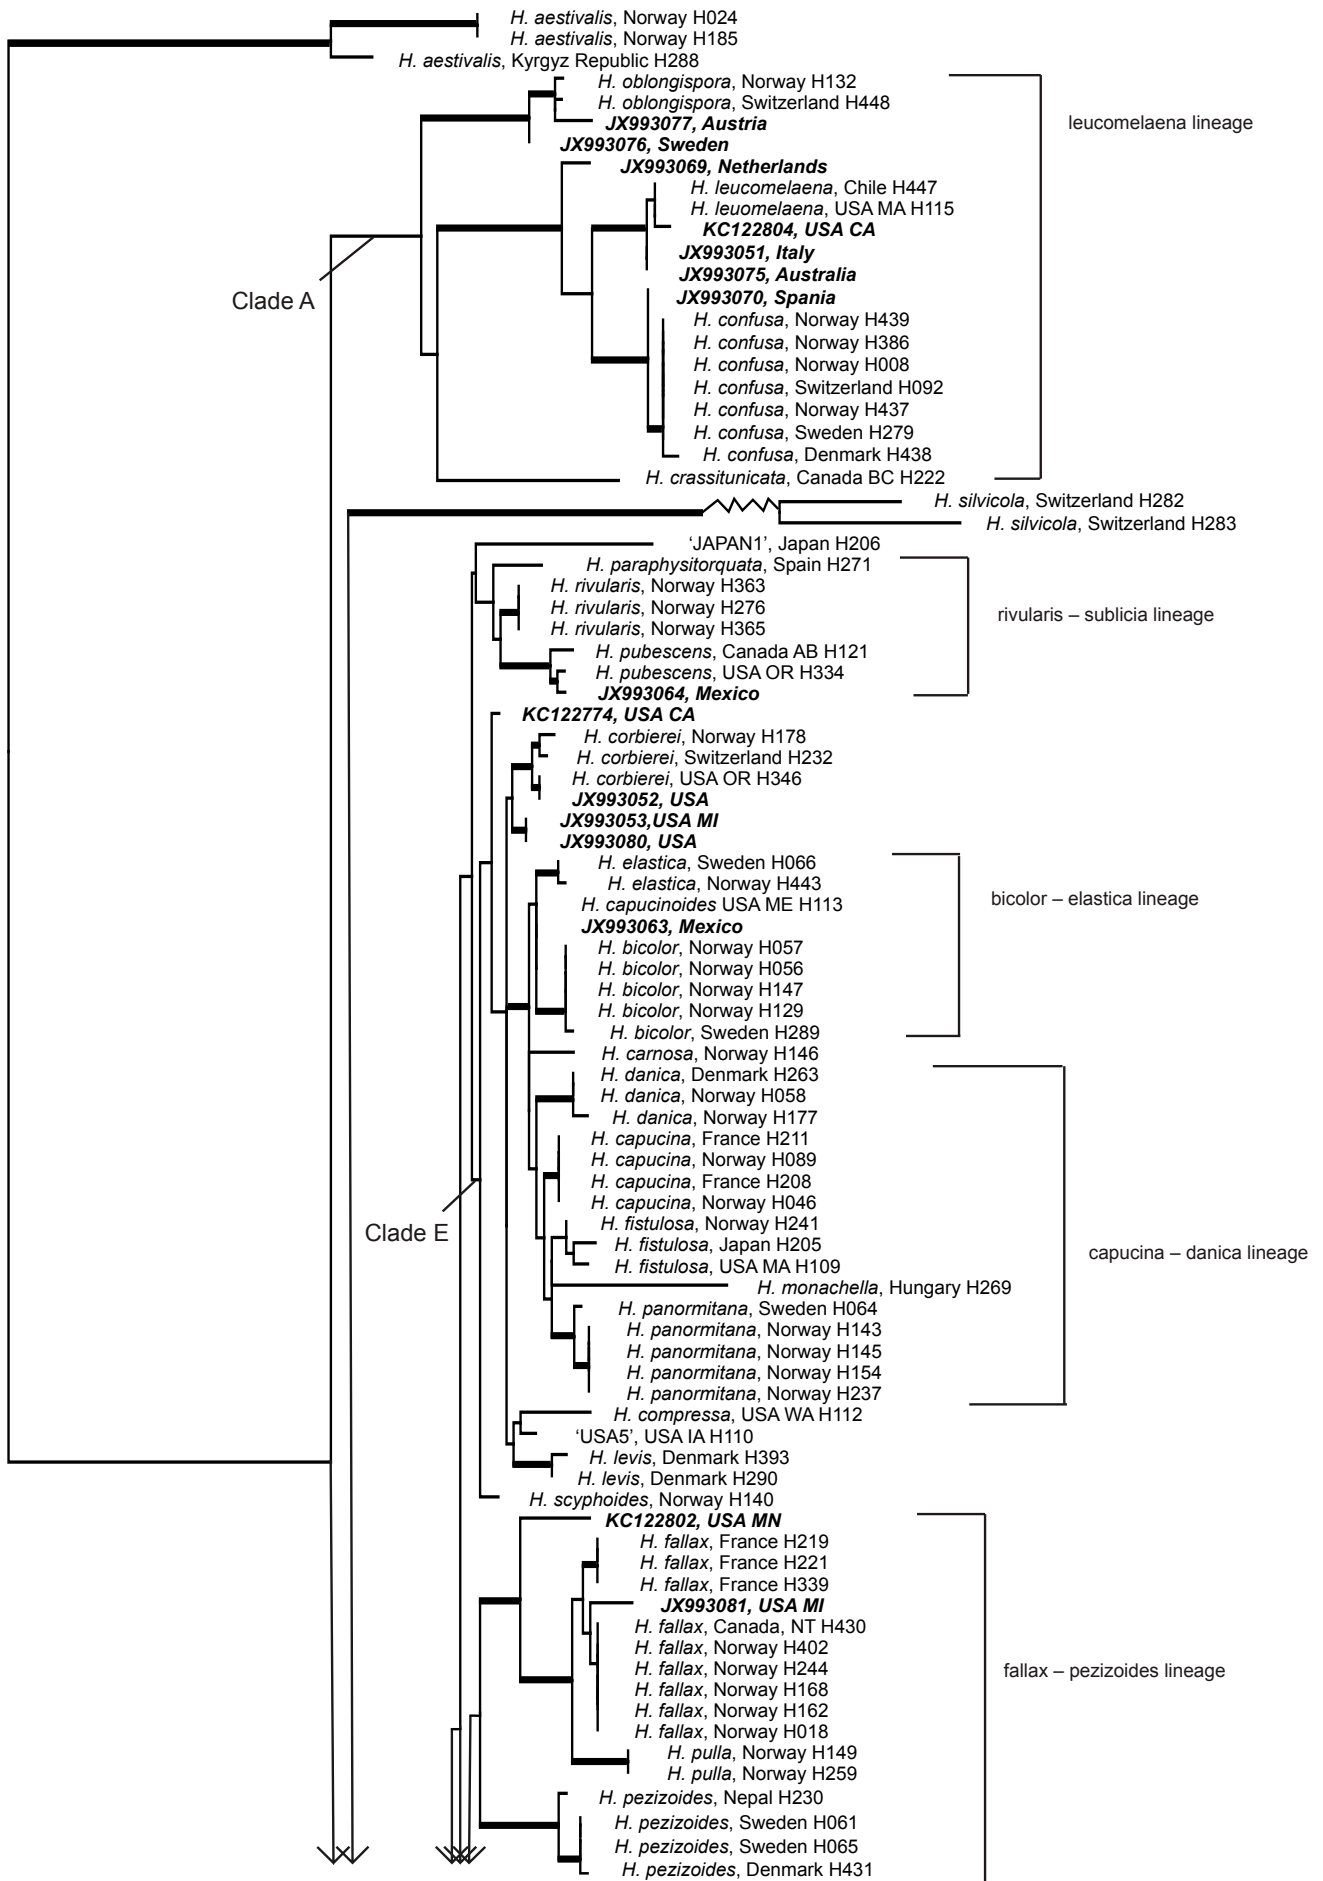 H. aestivalis, Norway H024
H. aestivalis, Norway H185
H. aestivalis, Kyrgyz Republic H288
H. oblongispora, Norway H132
H. oblongispora, Switzerland H448
leucomelaena lineage
JX993077, Austria
JX993076, Sweden
JX993069, Netherlands
H. leucomelaena, Chile H447
H. leuomelaena, USA MA H115
KC122804, USA CA
JX993051, Italy
JX993075, Australia
Clade A
JX993070, Spania
H. confusa, Norway H439
H. confusa, Norway H386
H. confusa, Norway H008
H. confusa, Switzerland H092
H. confusa, Norway H437
H. confusa, Sweden H279
H. confusa, Denmark H438
H. crassitunicata, Canada BC H222
H. silvicola, Switzerland H282
H. silvicola, Switzerland H283
‘JAPAN1’, Japan H206
H. paraphysitorquata, Spain H271
H. rivularis, Norway H363
H. rivularis, Norway H276
rivularis – sublicia lineage
H. rivularis, Norway H365
H. pubescens, Canada AB H121
H. pubescens, USA OR H334
JX993064, Mexico
KC122774, USA CA
H. corbierei, Norway H178
H. corbierei, Switzerland H232
H. corbierei, USA OR H346
JX993052, USA
JX993053,USA MI
JX993080, USA
H. elastica, Sweden H066
H. elastica, Norway H443
bicolor – elastica lineage
H. capucinoides USA ME H113
JX993063, Mexico
H. bicolor, Norway H057
H. bicolor, Norway H056
H. bicolor, Norway H147
H. bicolor, Norway H129
H. bicolor, Sweden H289
H. carnosa, Norway H146
H. danica, Denmark H263
H. danica, Norway H058
H. danica, Norway H177
H. capucina, France H211
H. capucina, Norway H089
H. capucina, France H208
H. capucina, Norway H046
H. fistulosa, Norway H241
Clade E
H. fistulosa, Japan H205
capucina – danica lineage
H. fistulosa, USA MA H109
H. monachella, Hungary H269
H. panormitana, Sweden H064
H. panormitana, Norway H143
H. panormitana, Norway H145
H. panormitana, Norway H154
H. panormitana, Norway H237
H. compressa, USA WA H112
‘USA5’, USA IA H110
H. levis, Denmark H393
H. levis, Denmark H290
H. scyphoides, Norway H140
KC122802, USA MN
H. fallax, France H219
H. fallax, France H221
H. fallax, France H339
JX993081, USA MI
H. fallax, Canada, NT H430
H. fallax, Norway H402
H. fallax, Norway H244
fallax – pezizoides lineage
H. fallax, Norway H168
H. fallax, Norway H162
H. fallax, Norway H018
H. pulla, Norway H149
H. pulla, Norway H259
H. pezizoides, Nepal H230
H. pezizoides, Sweden H061
H. pezizoides, Sweden H065
H. pezizoides, Denmark H431